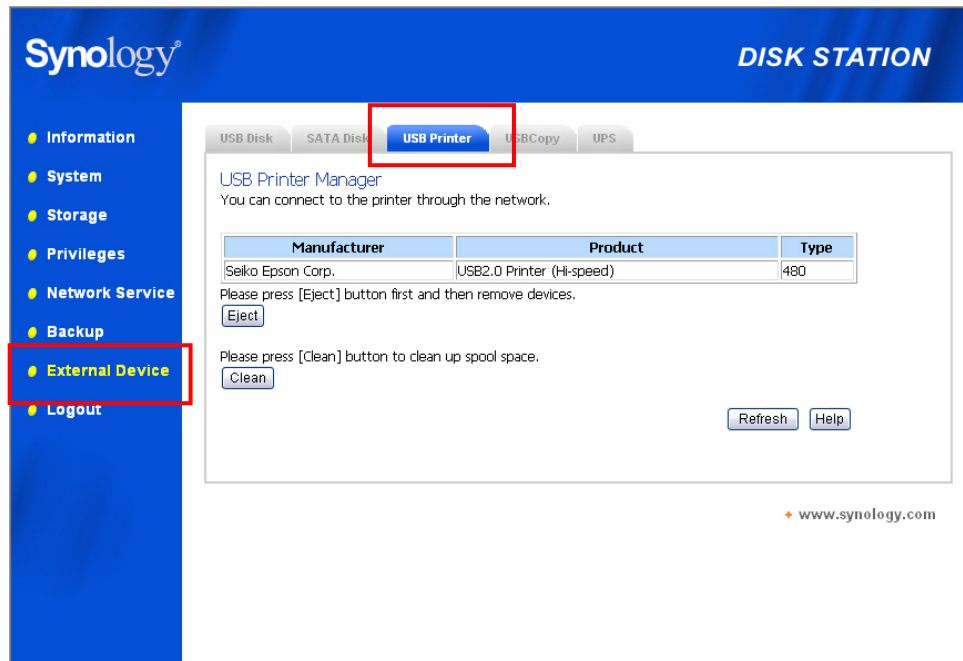 Synology®
DISK STATION
Information
System
Storage
Privileges
Network Service
Backup
External Device
Logout
USB Disk SATA Disk USB Printer USBCopy UPS
USB Printer Manager
You can connect to the printer through the network.
Manufacturer Product Type
Seiko Epson Corp. USB2.0 Printer (Hi-speed) 480
Please press [Eject] button first and then remove devices.
Eject
Please press [Clean] button to clean up spool space.
Clean
Refresh Help
www.synology.com